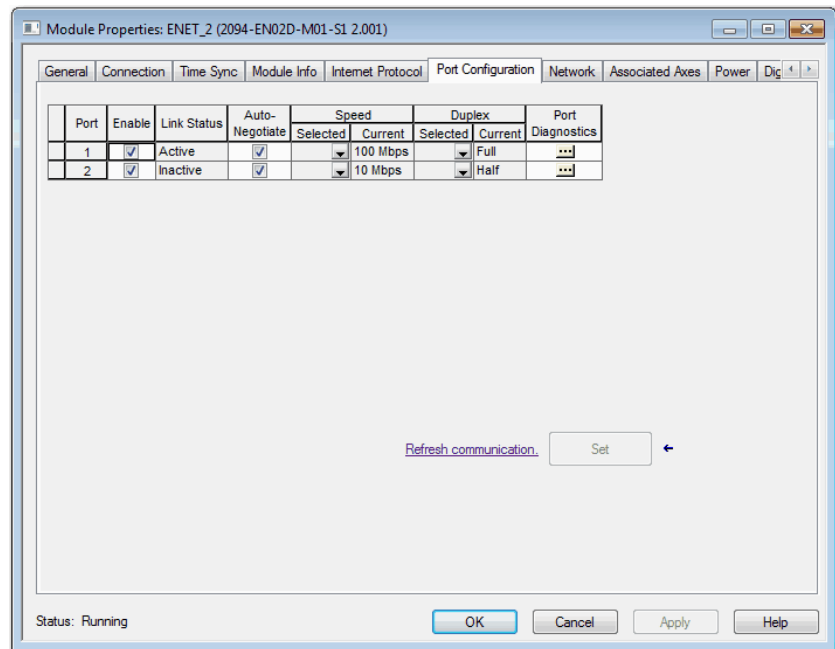 Module Properties: ENET_2 (2094-EN02D-M01-S1 2.001)
General Connection Time Sync Module Info Internet Protocol Port Configuration Network Associated Axes Power Dig
Port Enable Link Status Auto-Negotiate Speed Duplex Port Diagnostics
Selected Current Selected Current
1 Active 100 Mbps Full ...
2 Inactive 10 Mbps Half ...
Refresh communication. Set
Status: Running OK Cancel Apply Help